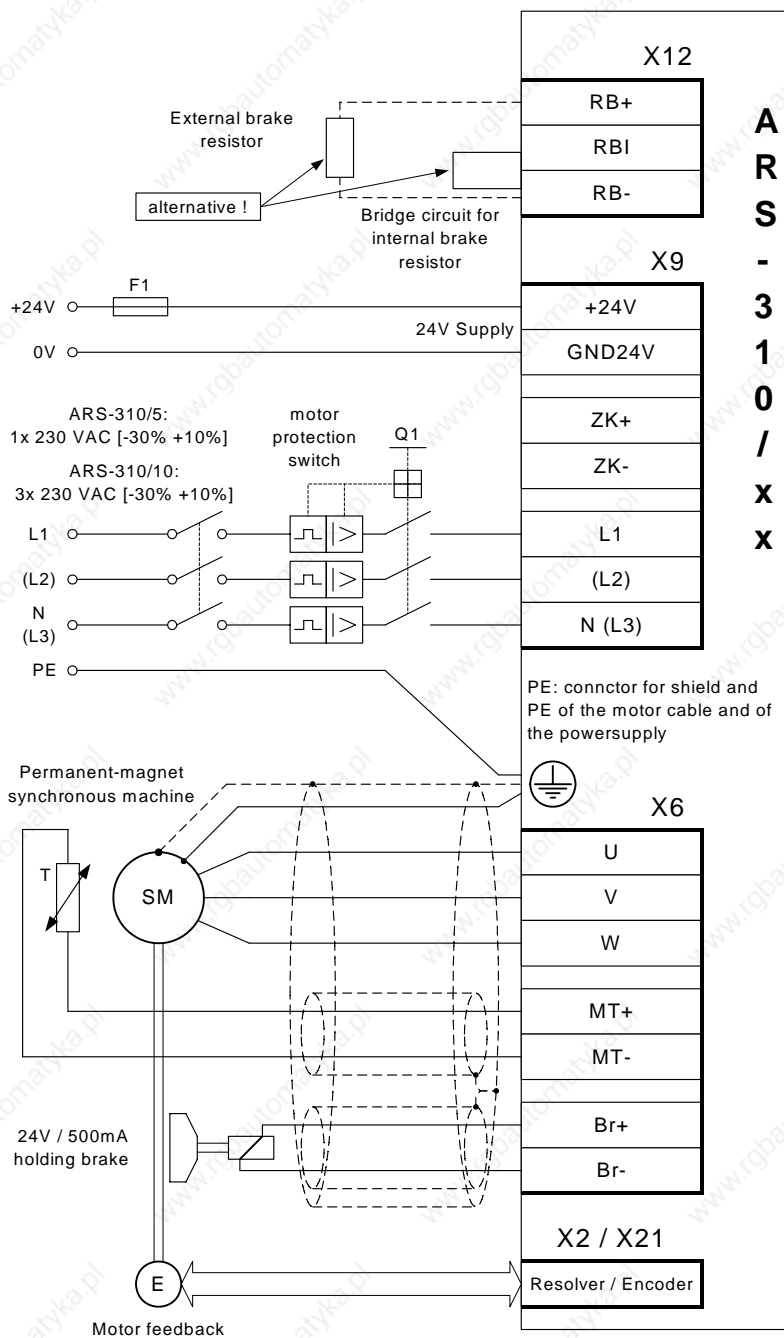 X12
RB+
RBI
RB-
External brake
resistor
alternative !
Bridge circuit for
internal brake
resistor
A
R
S
-
3
1
0
/
x
x
X9
F1
+24V
24V Supply
+24V
0V
GND24V
ARS-310/5:
1x 230 VAC [-30% +10%]
ARS-310/10:
3x 230 VAC [-30% +10%]
motor
protection
switch
Q1
ZK+
ZK-
L1
L1
(L2)
(L2)
N
(L3)
N (L3)
PE
PE: connctor for shield and
PE of the motor cable and of
the powersupply
Permanent-magnet
synchronous machine
X6
T
SM
U
V
W
MT+
MT-
24V / 500mA
holding brake
Br+
Br-
X2 / X21
E
Resolver / Encoder
Motor feedback
www.rgbautomatyka.pl